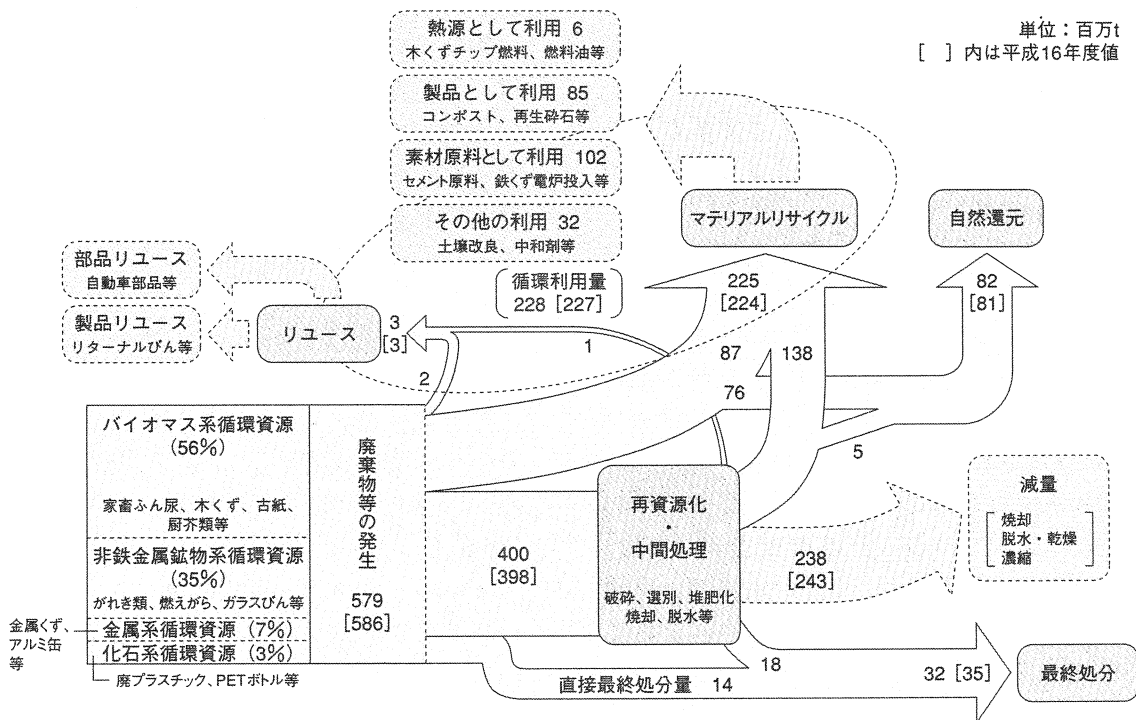 単位：百万t
[ ] 内は平成16年度値
熱源として利用 6
木くずチップ燃料、燃料油等
製品として利用 85
コンポスト、再生砕石等
素材原料として利用 102
セメント原料、鉄くず電炉投入等
その他の利用 32
土壌改良、中和剤等
マテリアルリサイクル
自然還元
部品リユース
自動車部品等
製品リユース
リターナルびん等
リユース
3
[3]
循環利用量
228 [227]
225
[224]
82
[81]
1
2
87
138
76
5
バイオマス系循環資源
(56%)
家畜ふん尿、木くず、古紙、
厨芥類等
非鉄金属鉱物系循環資源
(35%)
がれき類、燃えがら、ガラスびん等
金属くず、
アルミ缶
等
金属系循環資源 (7%)
化石系循環資源 (3%)
廃プラスチック、PETボトル等
廃棄物等の発生
579
[586]
400
[398]
再資源化
・
中間処理
破砕、選別、堆肥化
焼却、脱水等
238
[243]
減量
焼却
脱水・乾燥
濃縮
直接最終処分量 14
18
32 [35]
最終処分